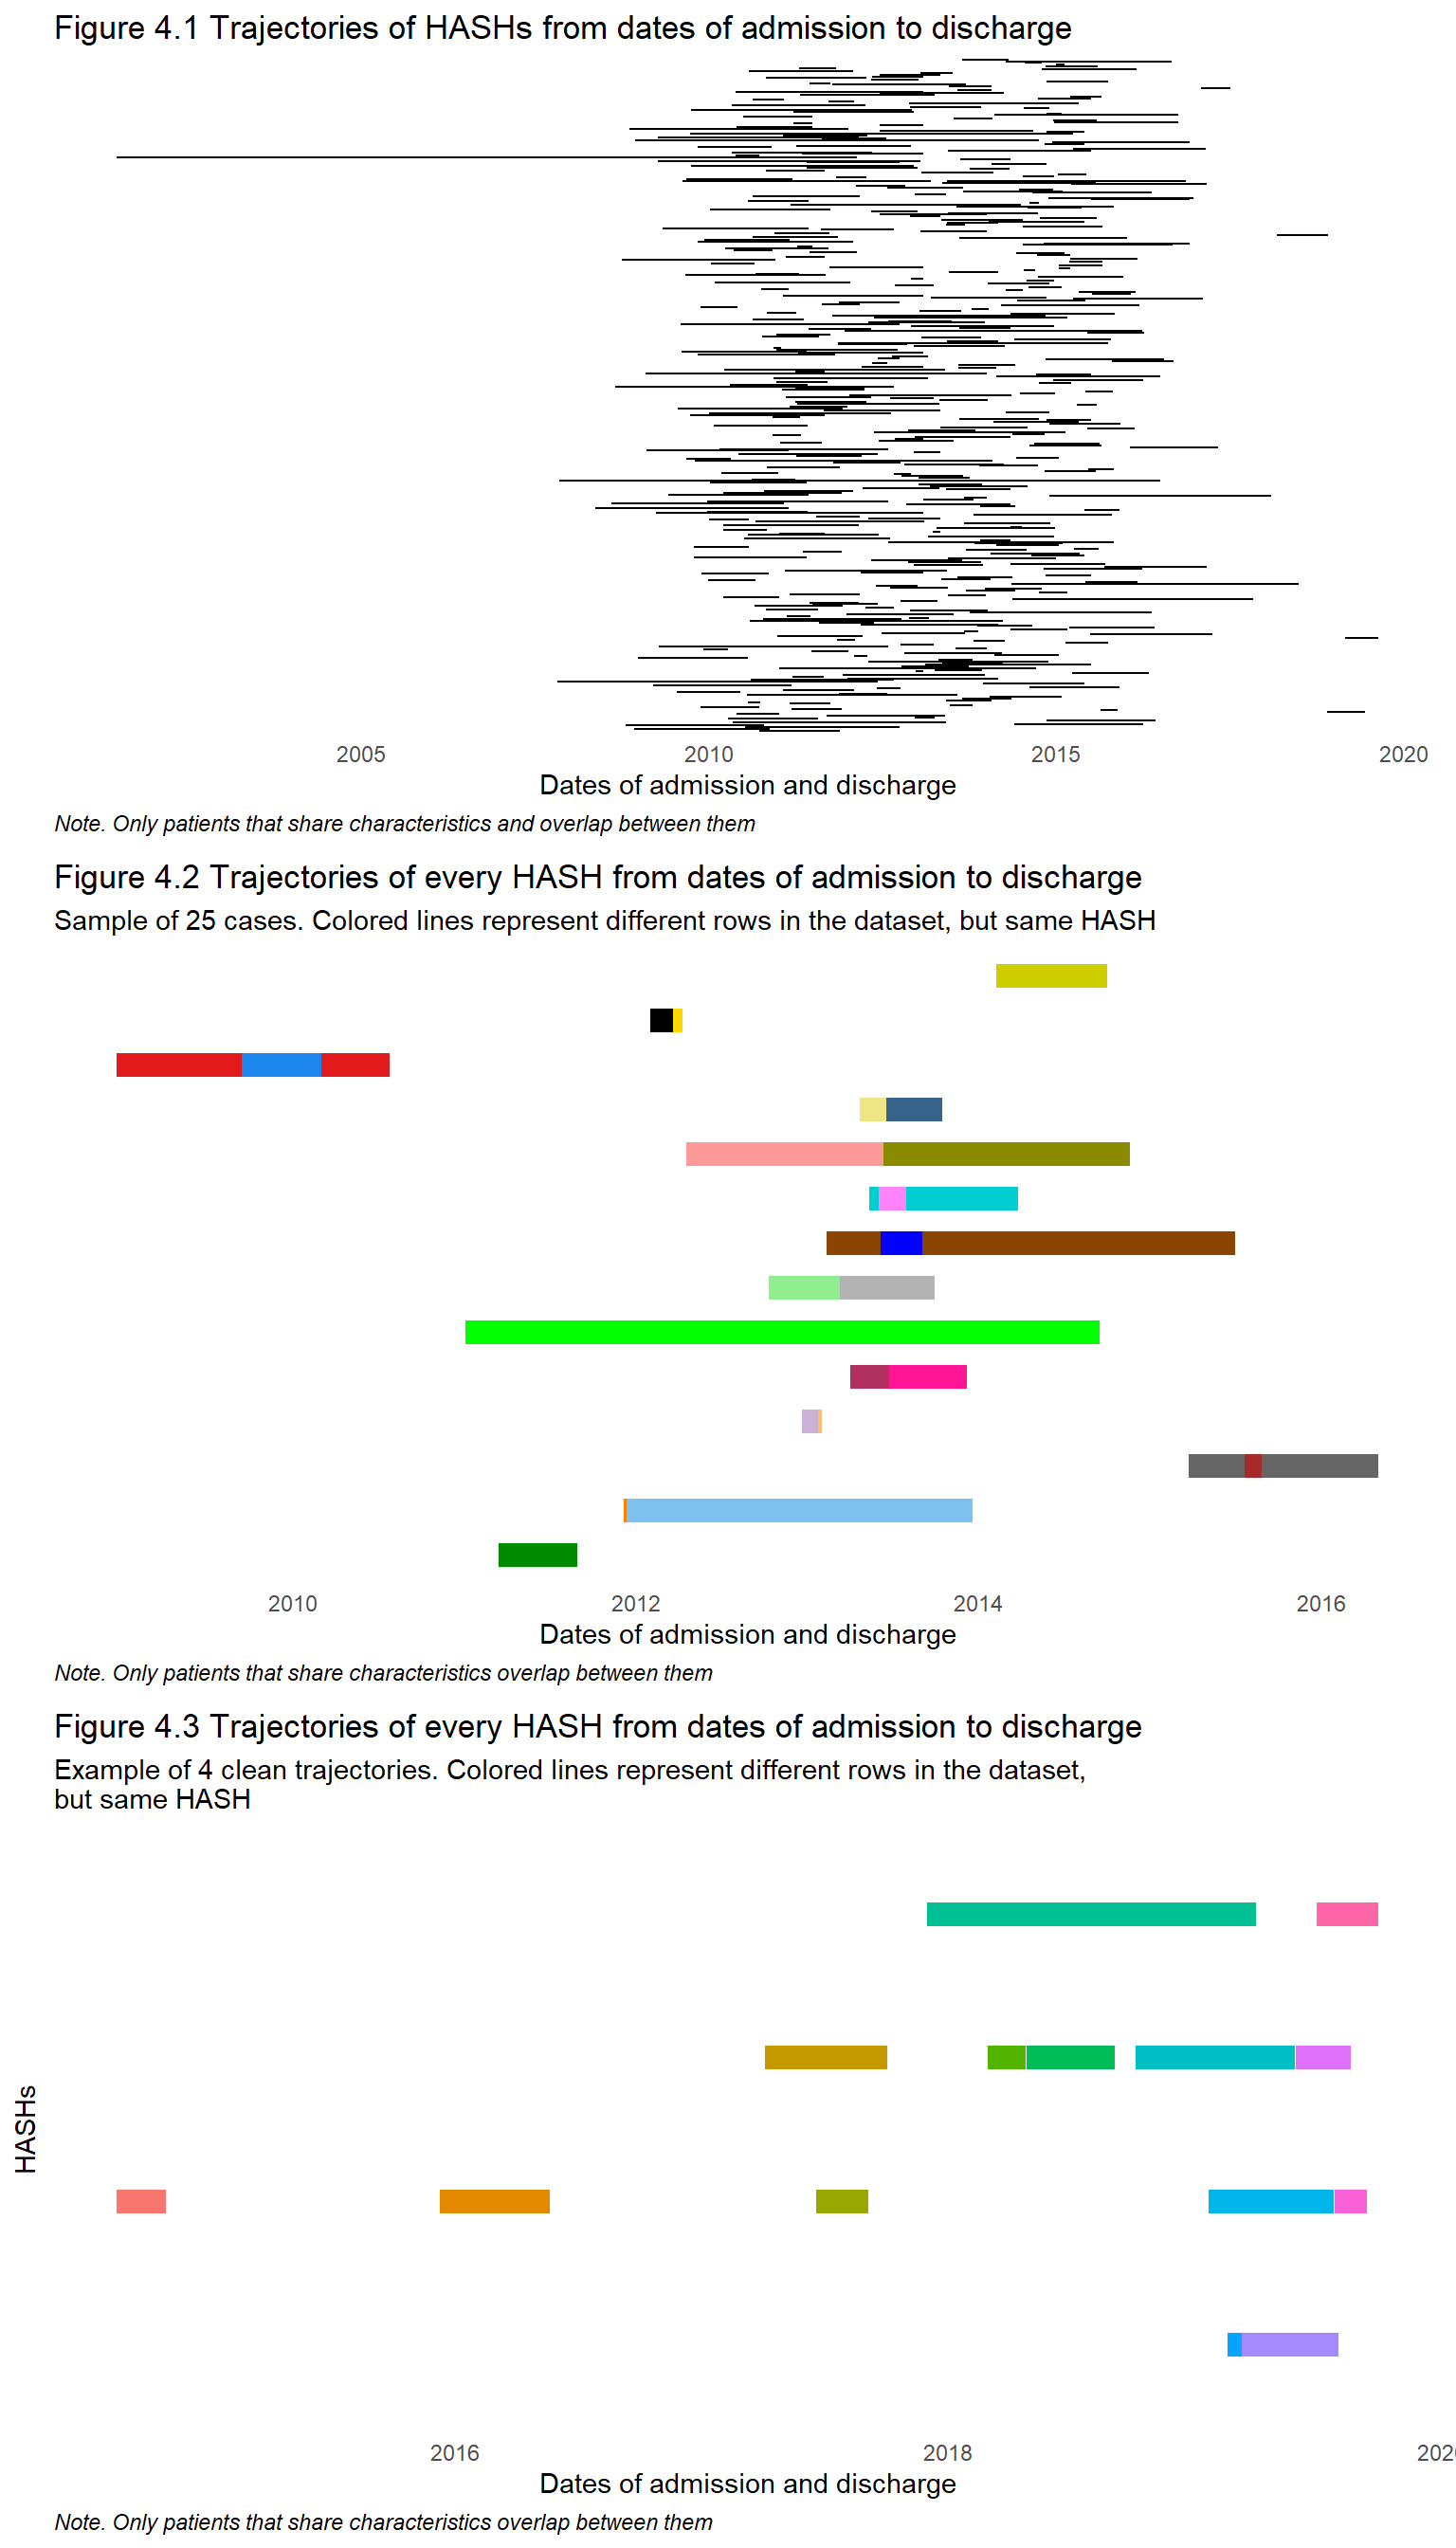 Figure 4.1 Trajectories of HASHs from dates of admission to discharge
2005 2010 2015 2020
Dates of admission and discharge
Note. Only patients that share characteristics and overlap between them
Figure 4.2 Trajectories of every HASH from dates of admission to discharge
Sample of 25 cases. Colored lines represent different rows in the dataset, but same HASH
2010 2012 2014 2016
Dates of admission and discharge
Note. Only patients that share characteristics overlap between them
Figure 4.3 Trajectories of every HASH from dates of admission to discharge
Example of 4 clean trajectories. Colored lines represent different rows in the dataset,
but same HASH
HASHs
2016 2018
Dates of admission and discharge
Note. Only patients that share characteristics overlap between them